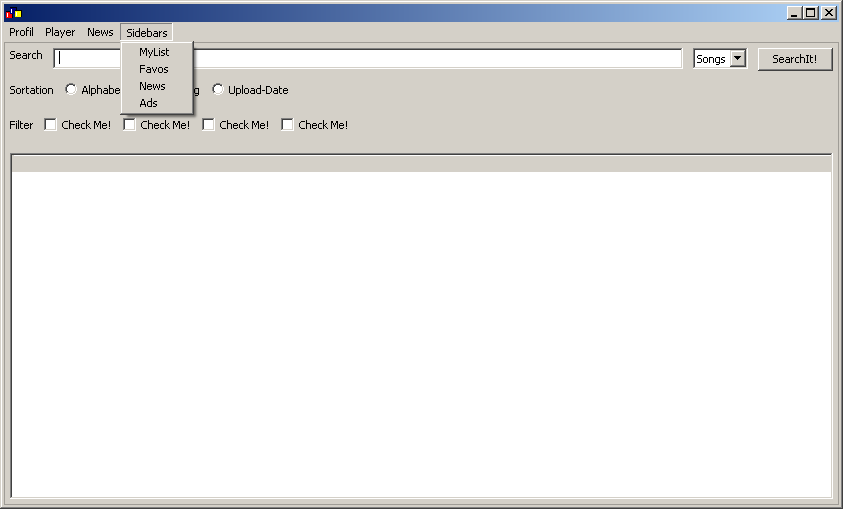 Profil Player News Sidebars
MyList
Favos
News
Ads
Search Songs SearchIt!
Sortation Upload-Date
Filter Check Me! Check Me! Check Me! Check Me!